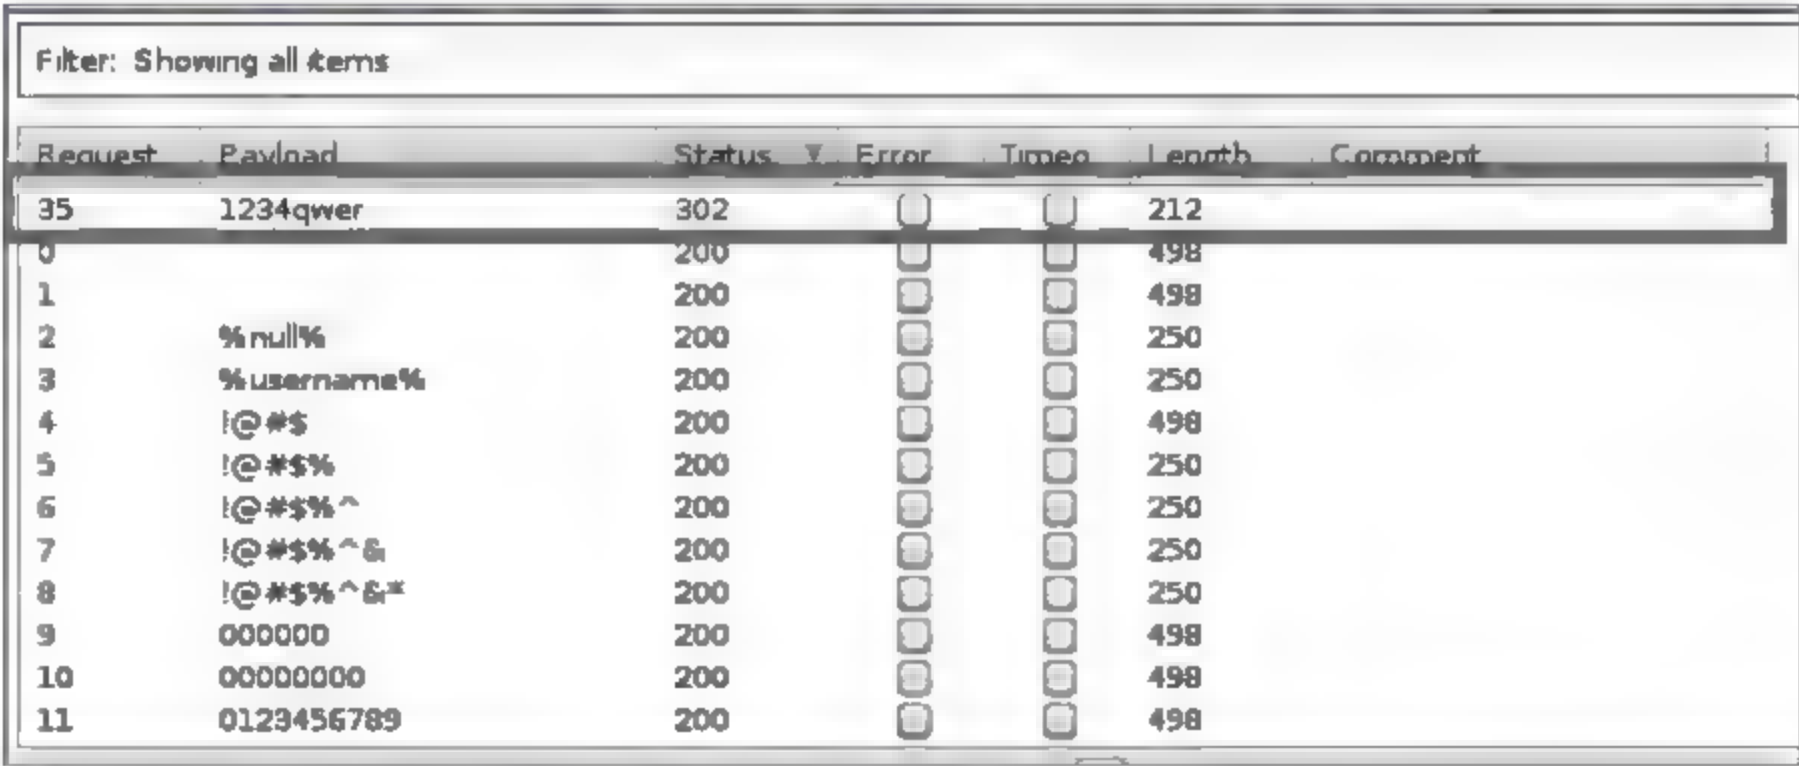 Filter: Showing all items
Request Payload Status ▼ Error Timeo Length Comment
35 1234qwer 302 212
0 200 498
1 200 498
2 %null% 200 250
3 %username% 200 250
4 !@#$ 200 498
5 !@#$% 200 250
6 !@#$%^ 200 250
7 !@#$%^& 200 250
8 !@#$%^&* 200 250
9 000000 200 498
10 00000000 200 498
11 0123456789 200 498